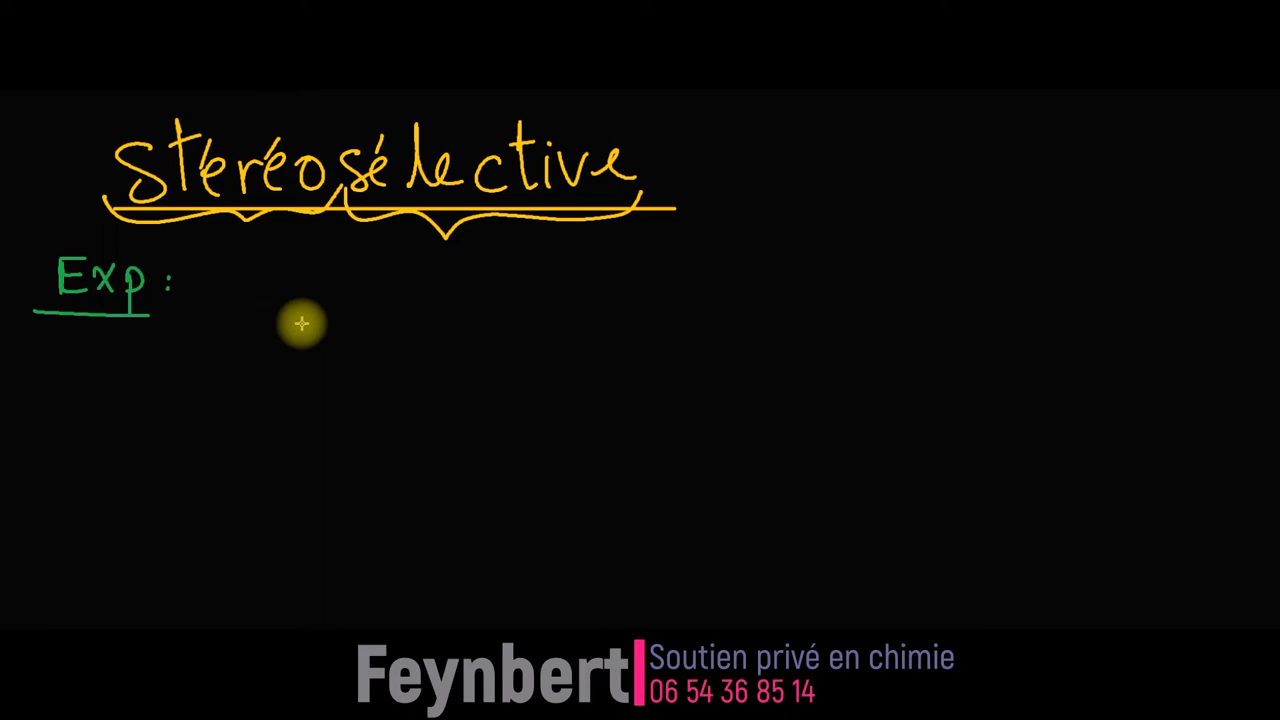 stéréosélective
Exp :
Feynbert
Soutien privé en chimie
06 54 36 85 14